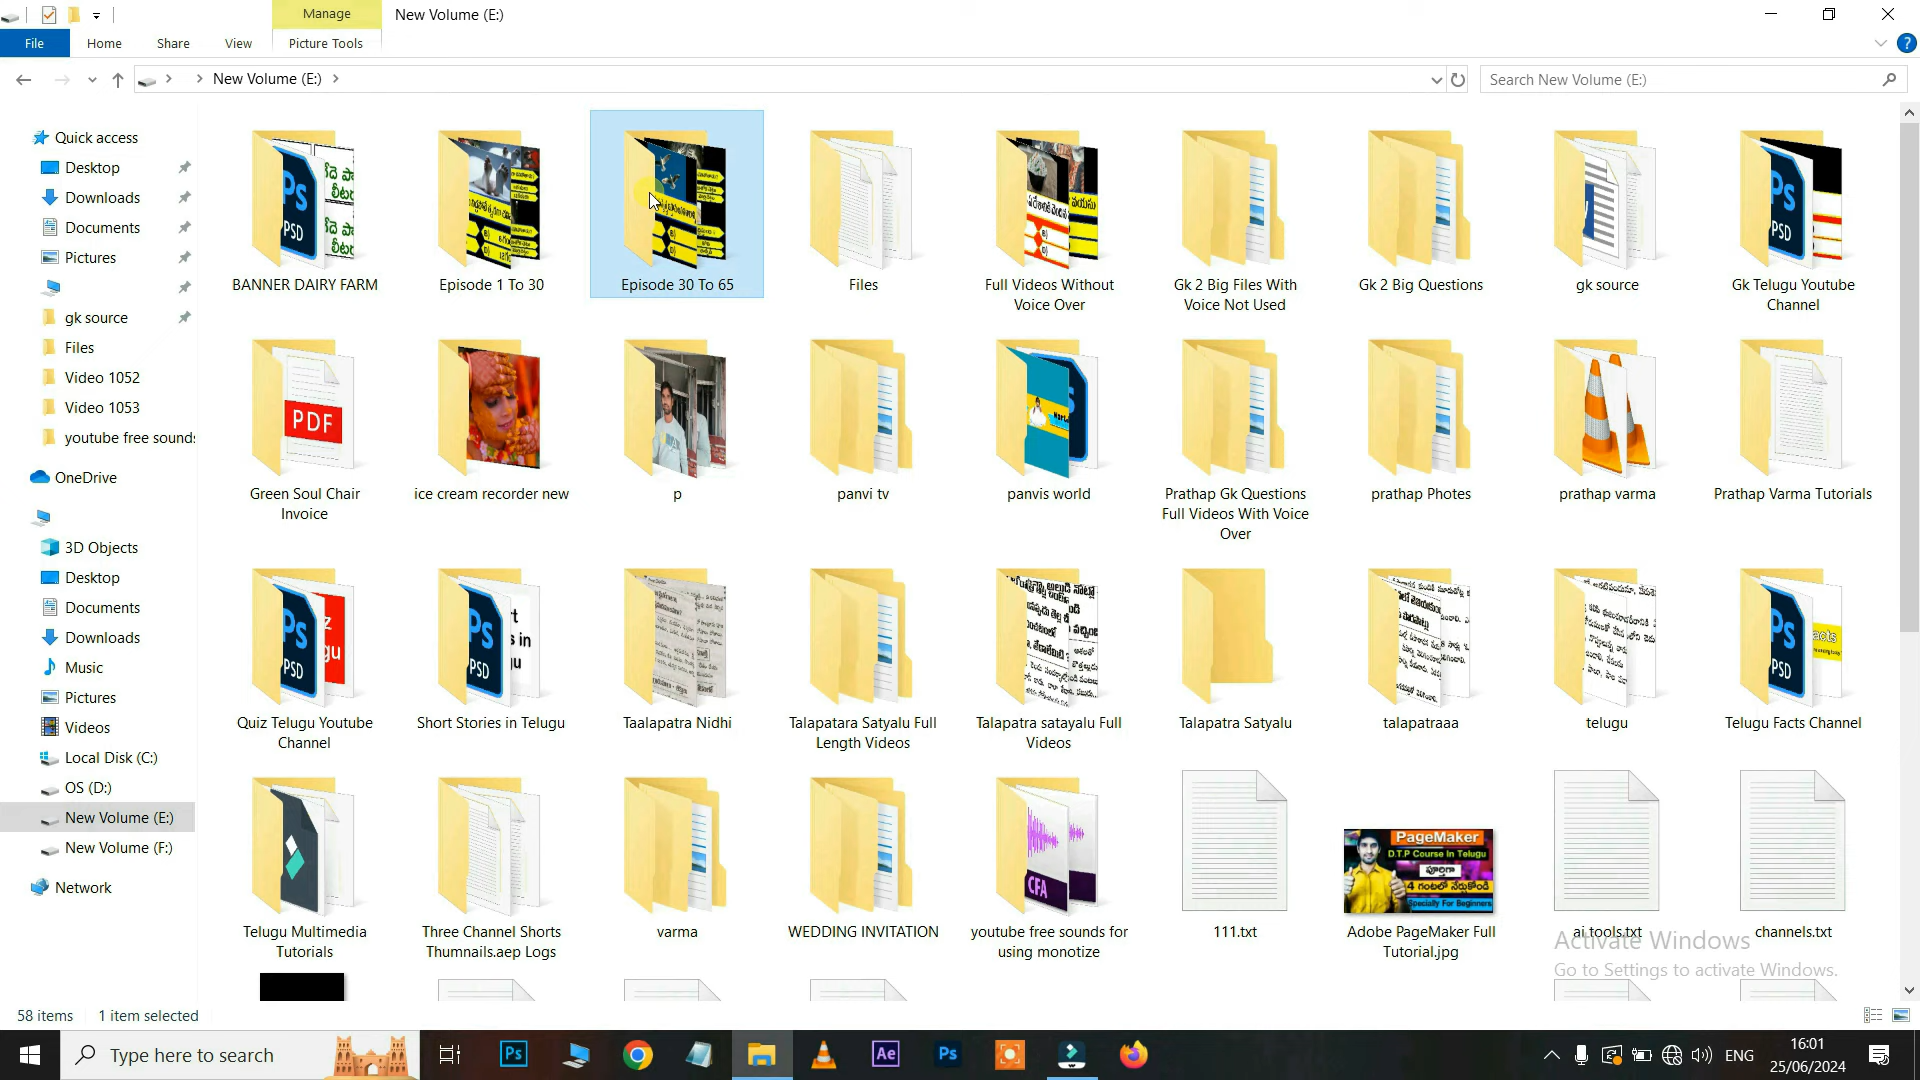 Manage
New Volume (E:)
File
Home
Share
View
Picture Tools
New Volume (E:)
Search New Volume (E:)
Quick access
Desktop
Downloads
Documents
Pictures
gk source
Files
Video 1052
Video 1053
youtube free sounds
OneDrive
3D Objects
Desktop
Documents
Downloads
Music
Pictures
Videos
Local Disk (C:)
OS (D:)
New Volume (E:)
New Volume (F:)
Network
BANNER DAIRY FARM
Episode 1 To 30
Episode 30 To 65
Files
Full Videos Without
Voice Over
Gk 2 Big Files With
Voice Not Used
Gk 2 Big Questions
gk source
Gk Telugu Youtube
Channel
PDF
Green Soul Chair
Invoice
ice cream recorder new
p
panvi tv
panvis world
Prathap Gk Questions
Full Videos With Voice
Over
prathap Photos
prathap varma
Prathap Varma Tutorials
Quiz Telugu Youtube
Channel
Short Stories in Telugu
Taalapatra Nidhi
Talapatara Satyalu Full
Length Videos
Talapatra satayalu Full
Videos
Talapatra Satyalu
talapatraaa
telugu
Telugu Facts Channel
CFA
PageMaker
D.T.P Course In Telugu
పూర్తిగా
4 గంటలో నేర్చుకోండి
Specially For Beginners
Telugu Multimedia
Tutorials
Three Channel Shorts
Thumnails.aep Logs
varma
WEDDING INVITATION
youtube free sounds for
using monotize
111.txt
Adobe PageMaker Full
Tutorial.jpg
ai tools.txt
channels.txt
Activate Windows
Go to Settings to activate Windows.
58 items
1 item selected
Type here to search
ENG
16:01
25/06/2024